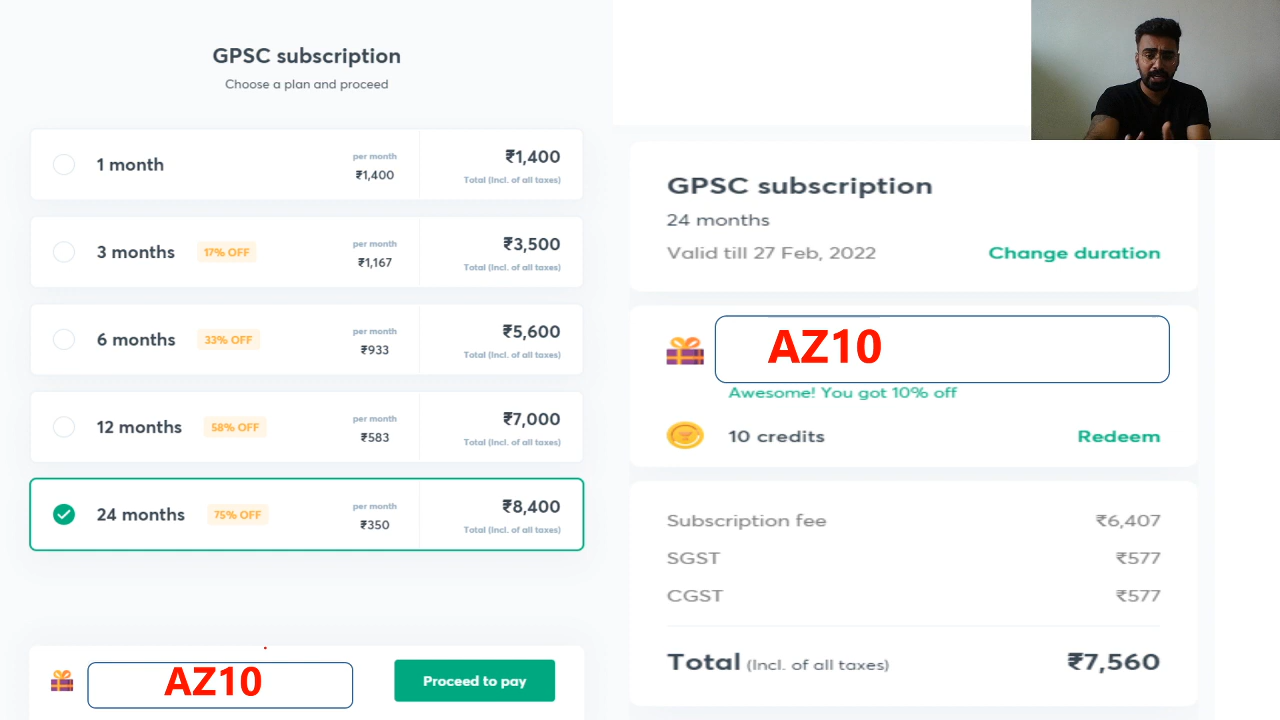 GPSC subscription
Choose a plan and proceed
1 month
per month
₹1,400
₹1,400
Total (Incl. of all taxes)
3 months
17% OFF
per month
₹1,167
₹3,500
Total (Incl. of all taxes)
6 months
33% OFF
per month
₹933
₹5,600
Total (Incl. of all taxes)
12 months
58% OFF
per month
₹583
₹7,000
Total (Incl. of all taxes)
24 months
75% OFF
per month
₹350
₹8,400
Total (Incl. of all taxes)
AZ10
Proceed to pay
GPSC subscription
24 months
Valid till 27 Feb, 2022
Change duration
AZ10
Awesome! You got 10% off
10 credits
Redeem
Subscription fee ₹6,407
SGST ₹577
CGST ₹577
Total (Incl. of all taxes) ₹7,560